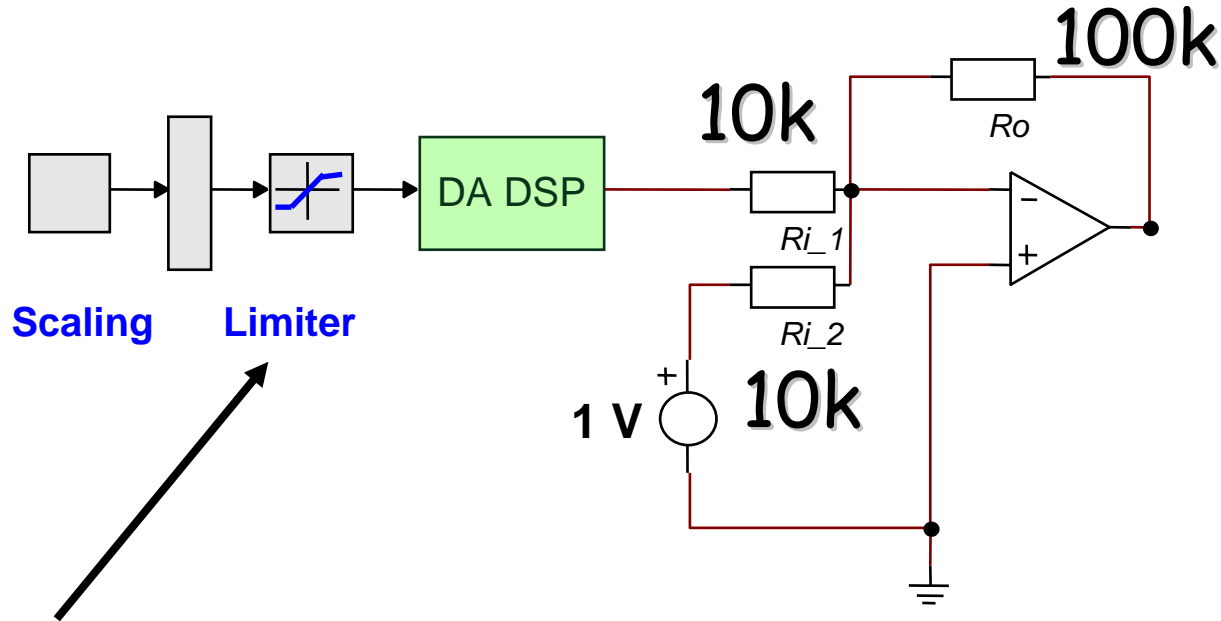 100k
10k
Ro
DA DSP
−
Ri_1
+
Scaling
Limiter
Ri_2
+
10k
1 V